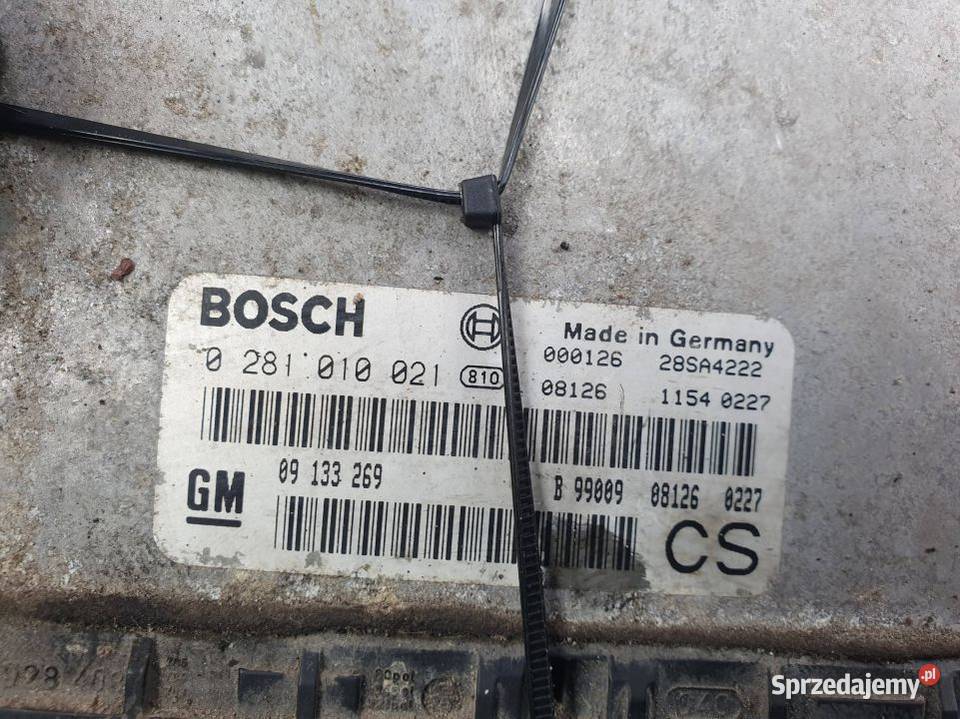 BOSCH
Made in Germany
0 281 010 021 810
000126 28SA4222
08126 1154 0227
GM
09 133 269
B 99009 08126 0227
CS
Sprzedajemy.pl